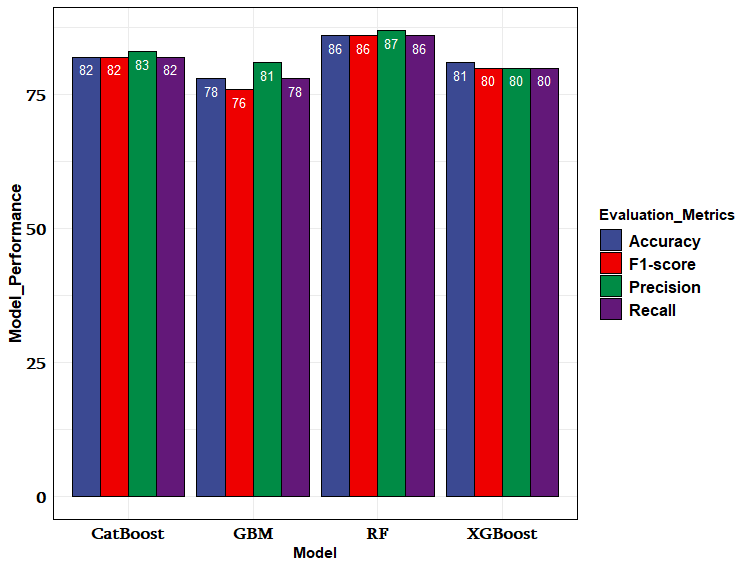 82 82 83 82 78 76 81 78 86 86 87 86 81 80 80 80
75
50
25
0
Model_Performance
CatBoost GBM RF XGBoost
Model
Evaluation_Metrics
Accuracy
F1-score
Precision
Recall